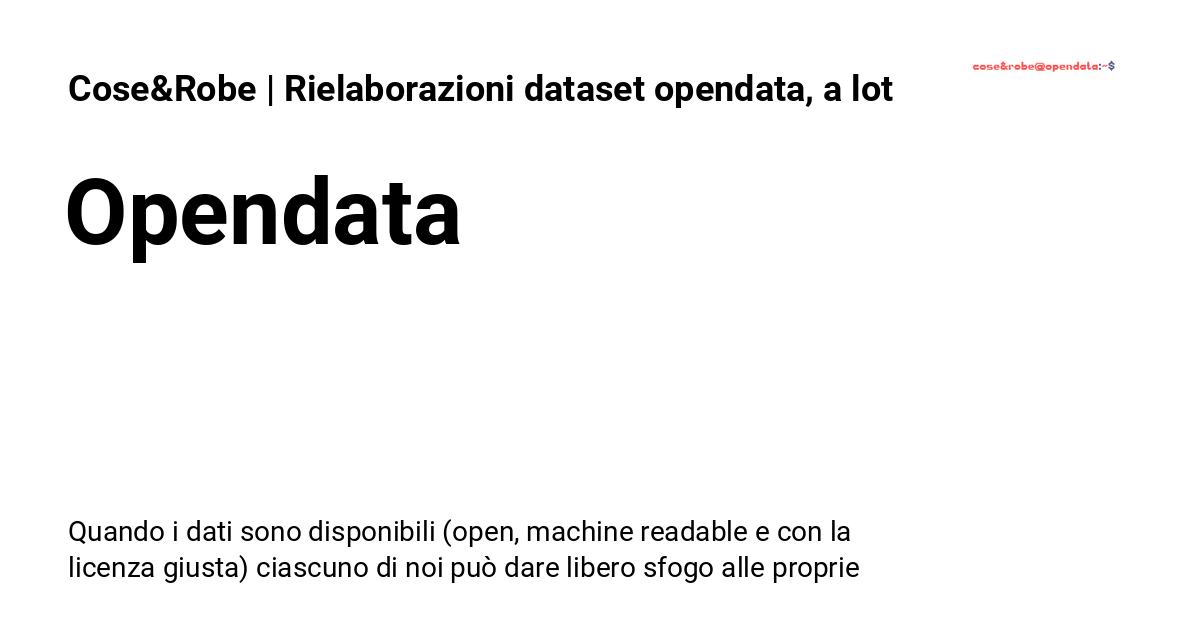 Cose&Robe | Rielaborazioni dataset opendata, a lot
cose&robe@opendata:~$
Opendata
Quando i dati sono disponibili (open, machine readable e con la
licenza giusta) ciascuno di noi può dare libero sfogo alle proprie